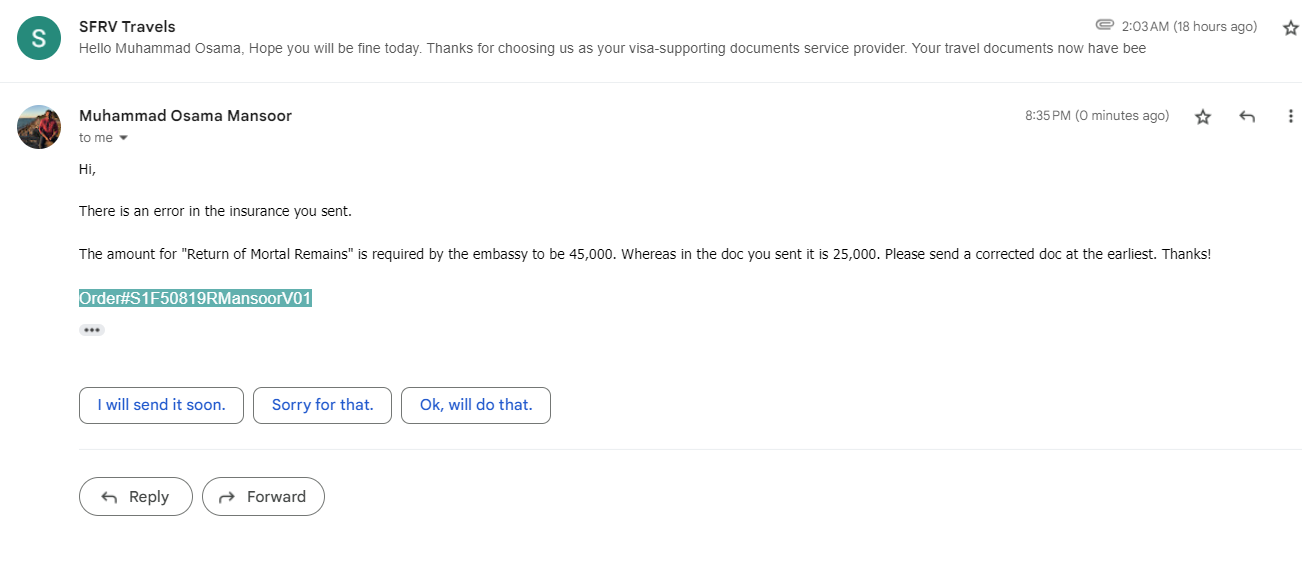 S
SFRV Travels
2:03 AM (18 hours ago)
Hello Muhammad Osama, Hope you will be fine today. Thanks for choosing us as your visa-supporting documents service provider. Your travel documents now have bee
Muhammad Osama Mansoor
8:35 PM (0 minutes ago)
to me
Hi,
There is an error in the insurance you sent.
The amount for "Return of Mortal Remains" is required by the embassy to be 45,000. Whereas in the doc you sent it is 25,000. Please send a corrected doc at the earliest. Thanks!
Order#S1F50819RMansoorV01
I will send it soon.
Sorry for that.
Ok, will do that.
Reply
Forward